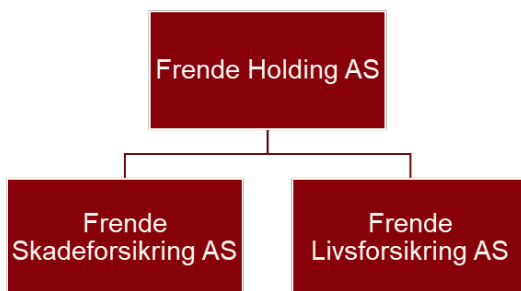 Frende Holding AS
Frende
Skadeforsikring AS
Frende
Livsforsikring AS